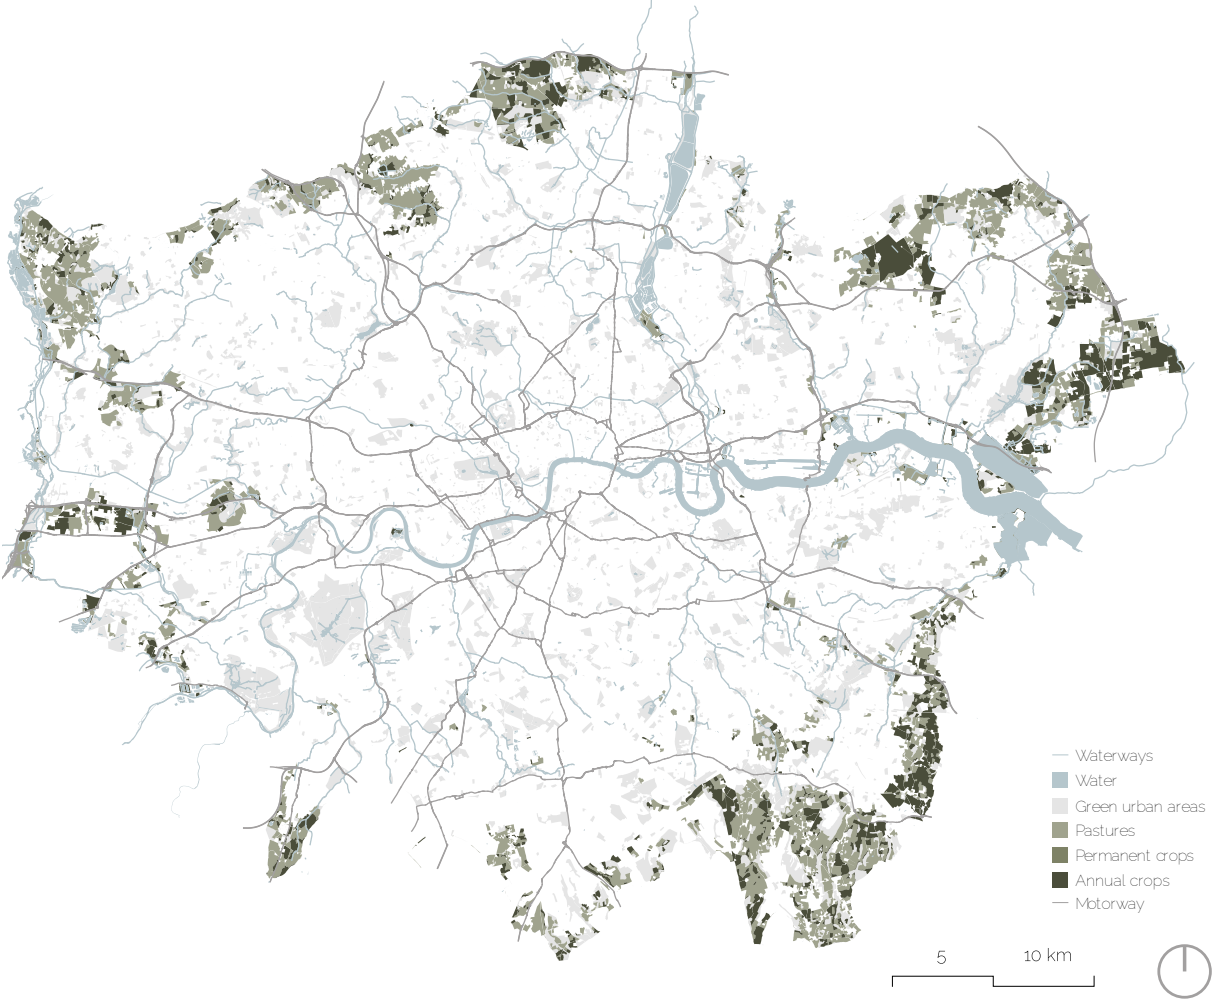 Waterways
Water
Green urban areas
Pastures
Permanent crops
Annual crops
Motorway
5 10 km